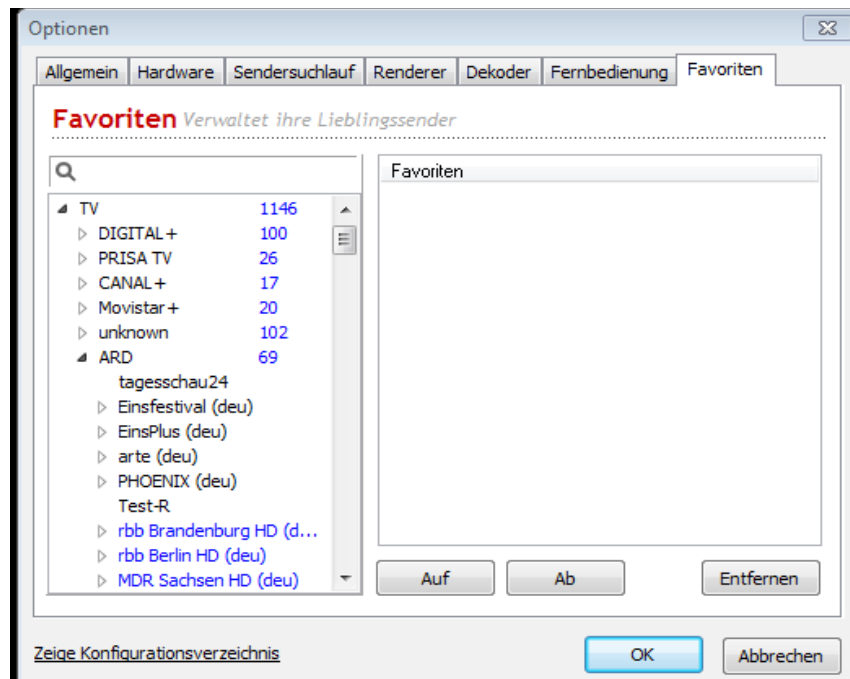 Optionen
Allgemein Hardware Sendersuchlauf Renderer Dekoder Fernbedienung Favoriten
Favoriten Verwaltet ihre Lieblingssender
Favoriten
TV 1146
DIGITAL+ 100
PRISA TV 26
CANAL+ 17
Movistar+ 20
unknown 102
ARD 69
tagesschau24
Einsfestival (deu)
EinsPlus (deu)
arte (deu)
PHOENIX (deu)
Test-R
rbb Brandenburg HD (d...
rbb Berlin HD (deu)
MDR Sachsen HD (deu)
Auf Ab Entfernen
Zeige Konfigurationsverzeichnis OK Abbrechen